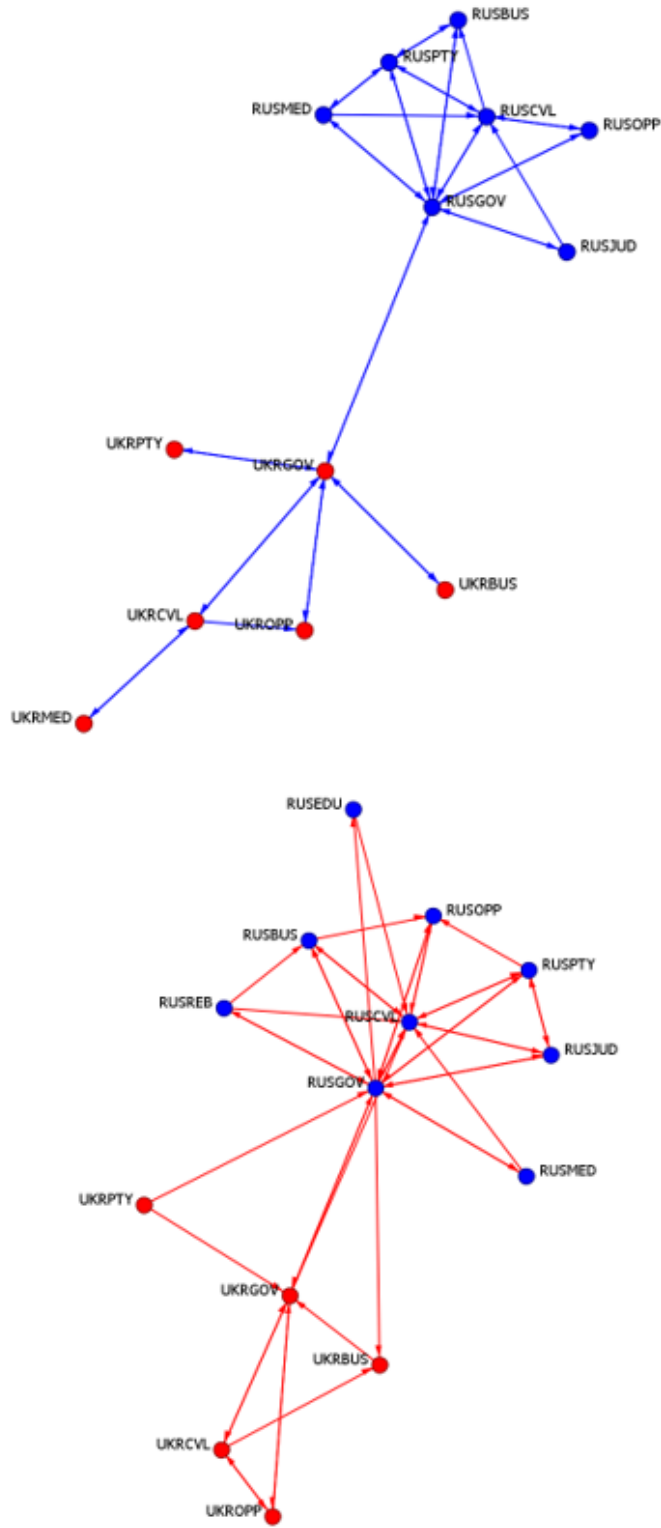 RUSBUS
RUSPTY
RUSMED
RUSCVL
RUSOPP
RUSGOV
RUSJUD
UKRPTY
UKRGOV
UKRBUS
UKRCVL
UKROPP
UKRMED
RUSEDU
RUSOPP
RUSBUS
RUSPTY
RUSREB
RUSCVL
RUSJUD
RUSGOV
RUSMED
UKRPTY
UKRGOV
UKRBUS
UKRCVL
UKROPP